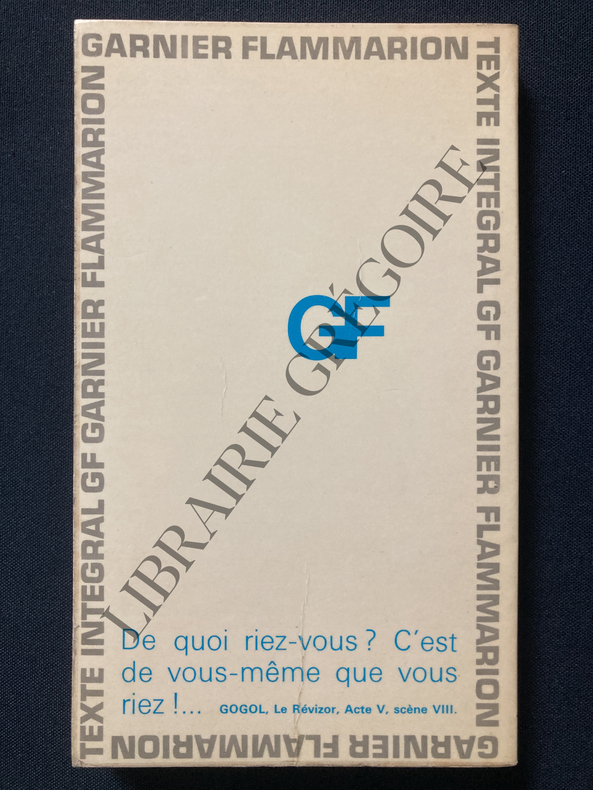 GARNIER FLAMMARION
TEXTE INTEGRAL GF GARNIER FLAMMARION
GARNIER FLAMMARION
TEXTE INTEGRAL GF GARNIER FLAMMARION
GF
LIBRAIRIE GRÉGOIRE
De quoi riez-vous ? C'est
de vous-même que vous
riez !... GOGOL, Le Révizor, Acte V, scène VIII.